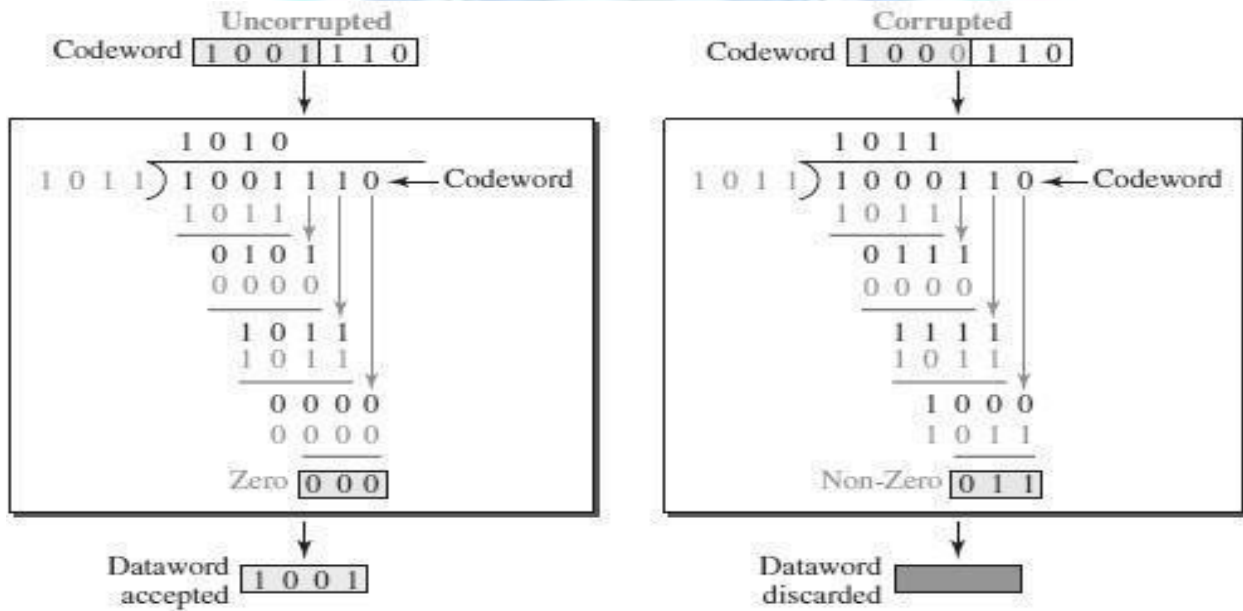 Uncorrupted
Codeword 1 0 0 1 1 1 0
1 0 1 0
1 0 1 1 ) 1 0 0 1 1 1 0 Codeword
1 0 1 1
0 1 0 1
0 0 0 0
1 0 1 1
1 0 1 1
0 0 0 0
0 0 0 0
Zero 0 0 0
Dataword
accepted 1 0 0 1
Corrupted
Codeword 1 0 0 0 1 1 0
1 0 1 1
1 0 1 1 ) 1 0 0 0 1 1 0 Codeword
1 0 1 1
0 1 1 1
0 0 0 0
1 1 1 1
1 0 1 1
1 0 0 0
1 0 1 1
Non-Zero 0 1 1
Dataword
discarded